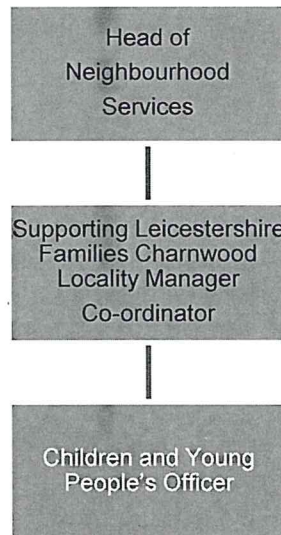 Head of
Neighbourhood
Services
Supporting Leicestershire
Families Charnwood
Locality Manager
Co-ordinator
Children and Young
People's Officer